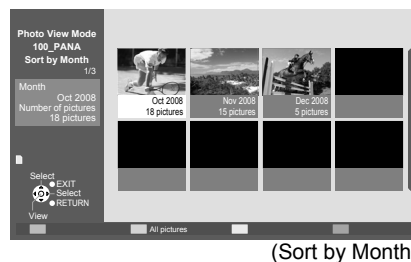 Photo View Mode
100_PANA
Sort by Month
1/3
Month
Oct 2008
Number of pictures
18 pictures
Select
EXIT
Select
RETURN
View
Oct 2008
18 pictures
Nov 2008
15 pictures
Dec 2008
5 pictures
All pictures
(Sort by Month